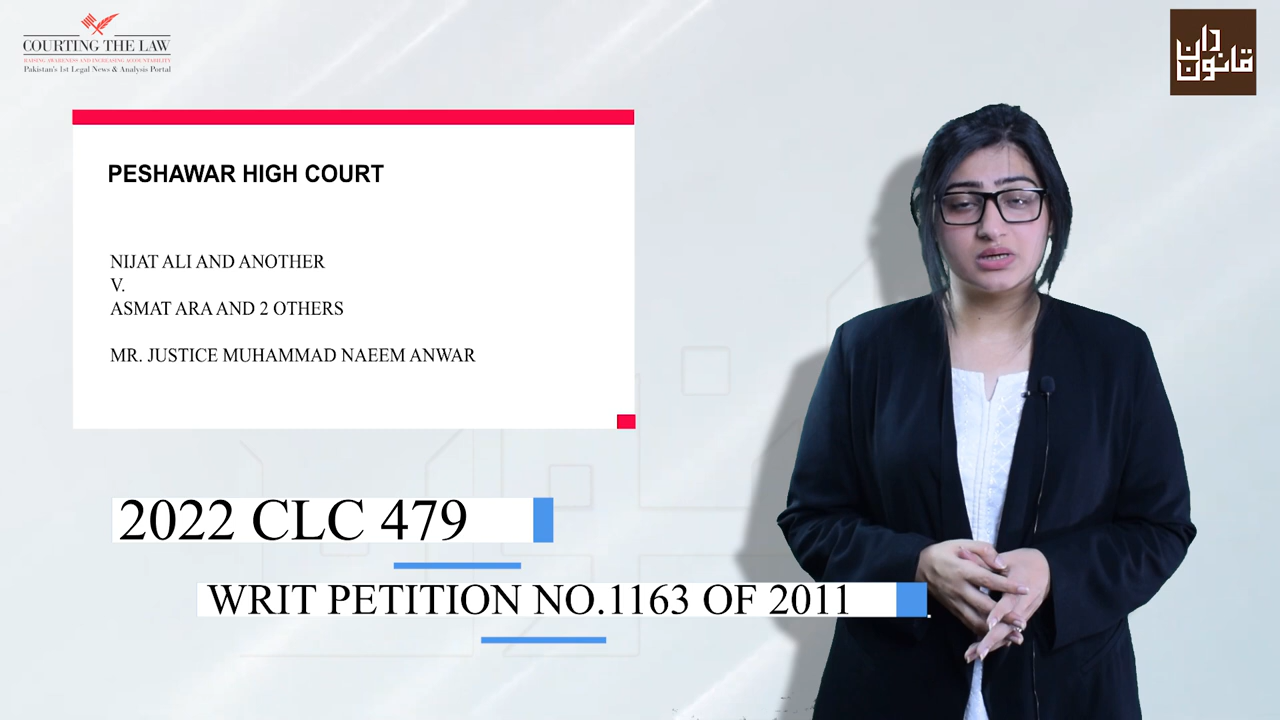 COURTING THE LAW
RAISING AWARENESS AND INCREASING ACCOUNTABILITY
Pakistan's 1st Legal News & Analysis Portal
قانون دان
PESHAWAR HIGH COURT
NIJAT ALI AND ANOTHER
V.
ASMAT ARA AND 2 OTHERS
MR. JUSTICE MUHAMMAD NAEEM ANWAR
2022 CLC 479
WRIT PETITION NO.1163 OF 2011